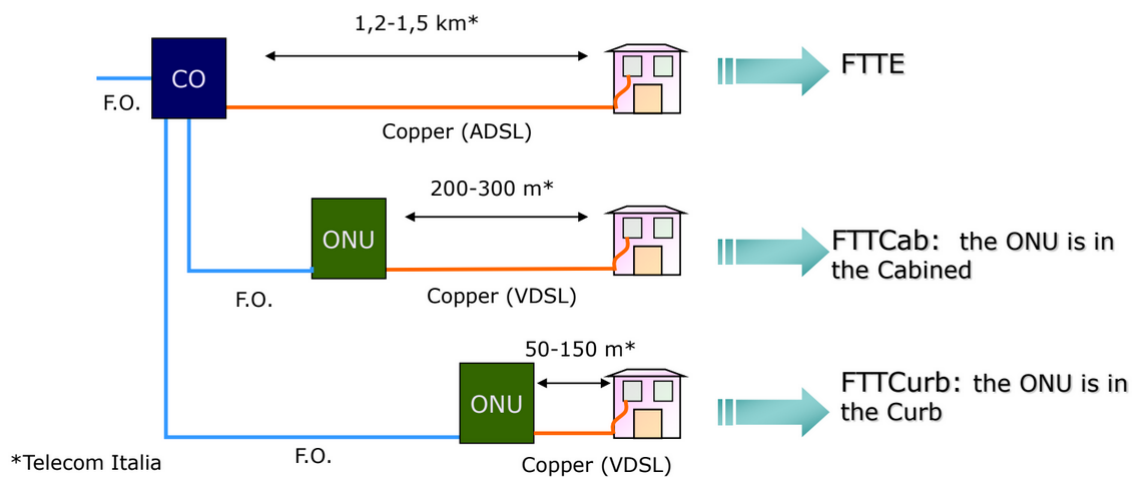 1,2-1,5 km*
CO
F.O.
Copper (ADSL)
FTTE
200-300 m*
ONU
F.O.
Copper (VDSL)
FTTCab: the ONU is in
the Cabined
50-150 m*
ONU
F.O.
Copper (VDSL)
FTTCurb: the ONU is in
the Curb
*Telecom Italia